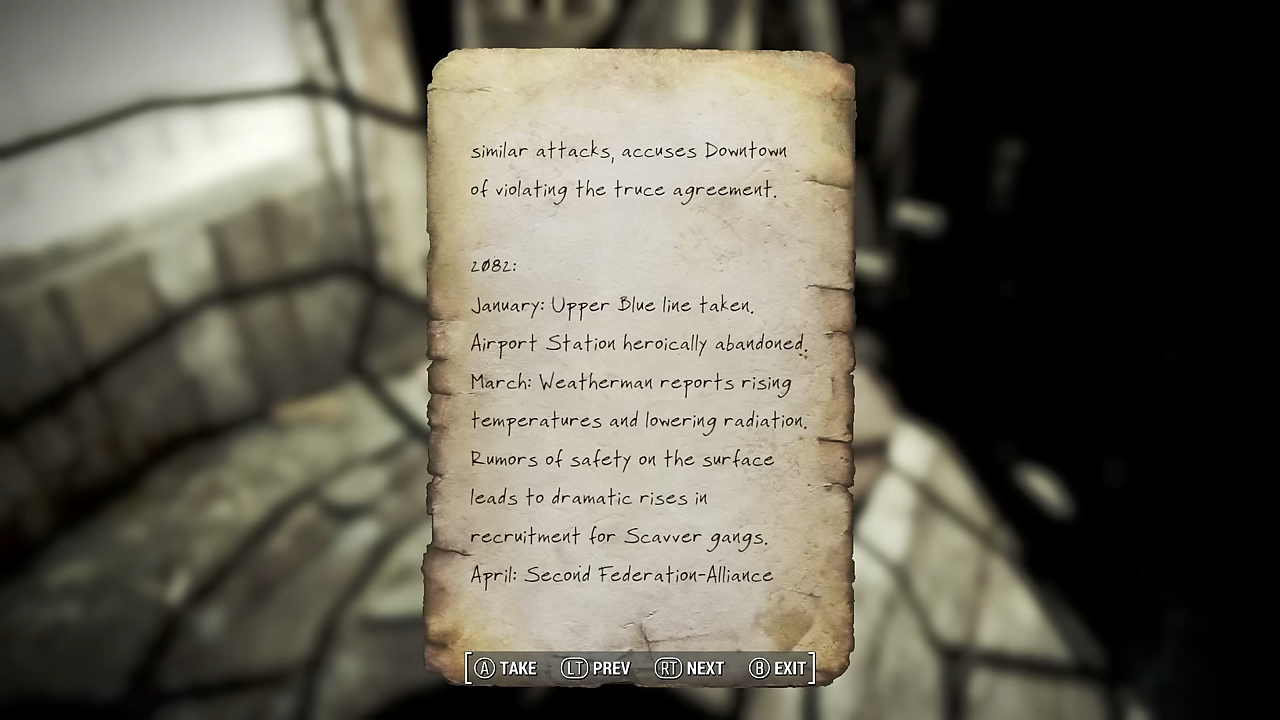 similar attacks, accuses Downtown
of violating the truce agreement.
2082:
January: Upper Blue line taken.
Airport Station heroically abandoned.
March: Weatherman reports rising
temperatures and lowering radiation.
Rumors of safety on the surface
leads to dramatic rises in
recruitment for Scavver gangs.
April: Second Federation-Alliance
A TAKE LT PREV RT NEXT B EXIT